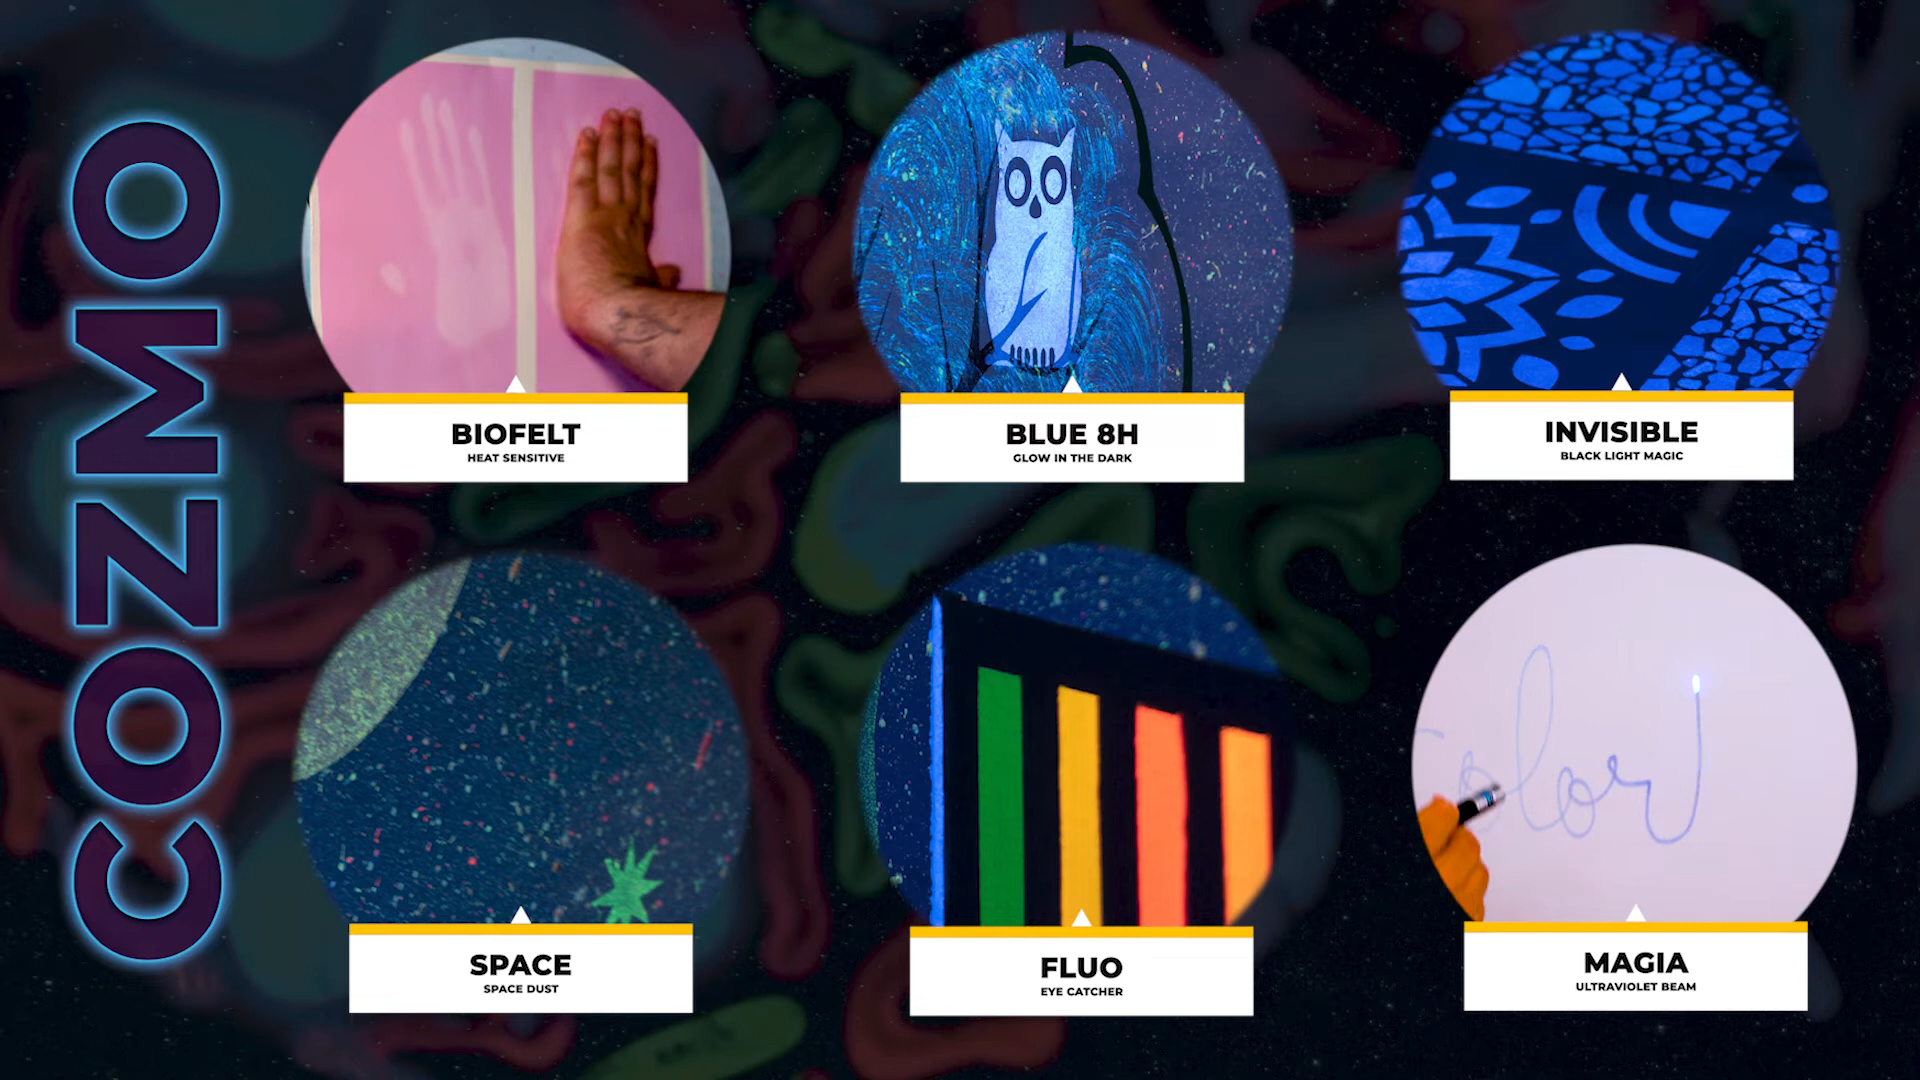 COZMO
BIOFELT
HEAT SENSITIVE
BLUE 8H
GLOW IN THE DARK
INVISIBLE
BLACK LIGHT MAGIC
SPACE
SPACE DUST
FLUO
EYE CATCHER
Color
MAGIA
ULTRAVIOLET BEAM